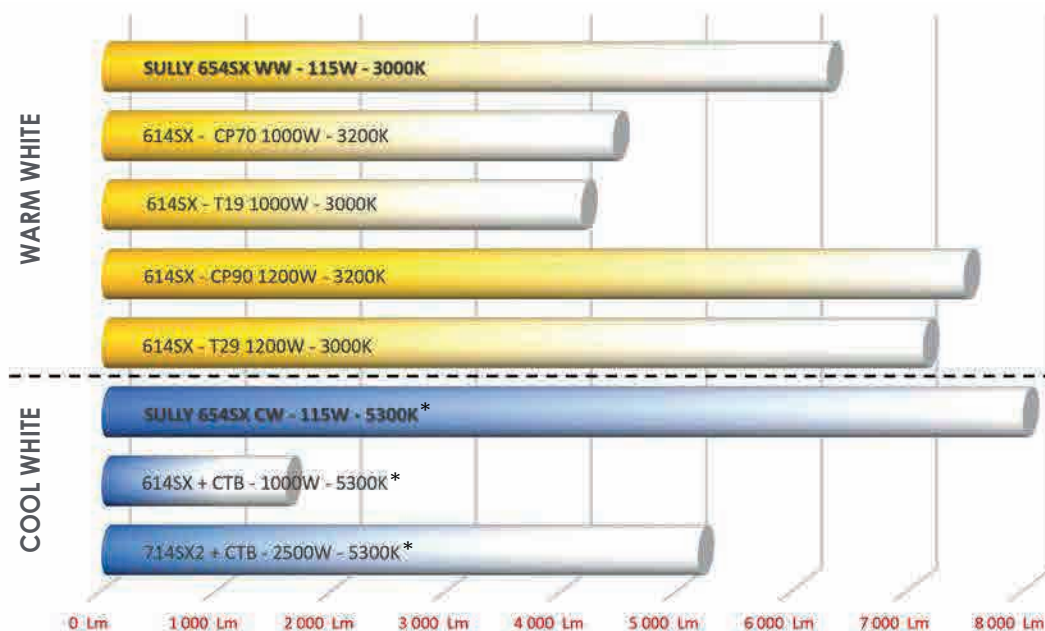 WARM WHITE
SULLY 654SX WW - 115W - 3000K
614SX - CP70 1000W - 3200K
614SX - T19 1000W - 3000K
614SX - CP90 1200W - 3200K
614SX - T29 1200W - 3000K
COOL WHITE
SULLY 654SX CW - 115W - 5300K*
614SX + CTB - 1000W - 5300K*
714SX2 + CTB - 2500W - 5300K*
0 Lm 1 000 Lm 2 000 Lm 3 000 Lm 4 000 Lm 5 000 Lm 6 000 Lm 7 000 Lm 8 000 Lm